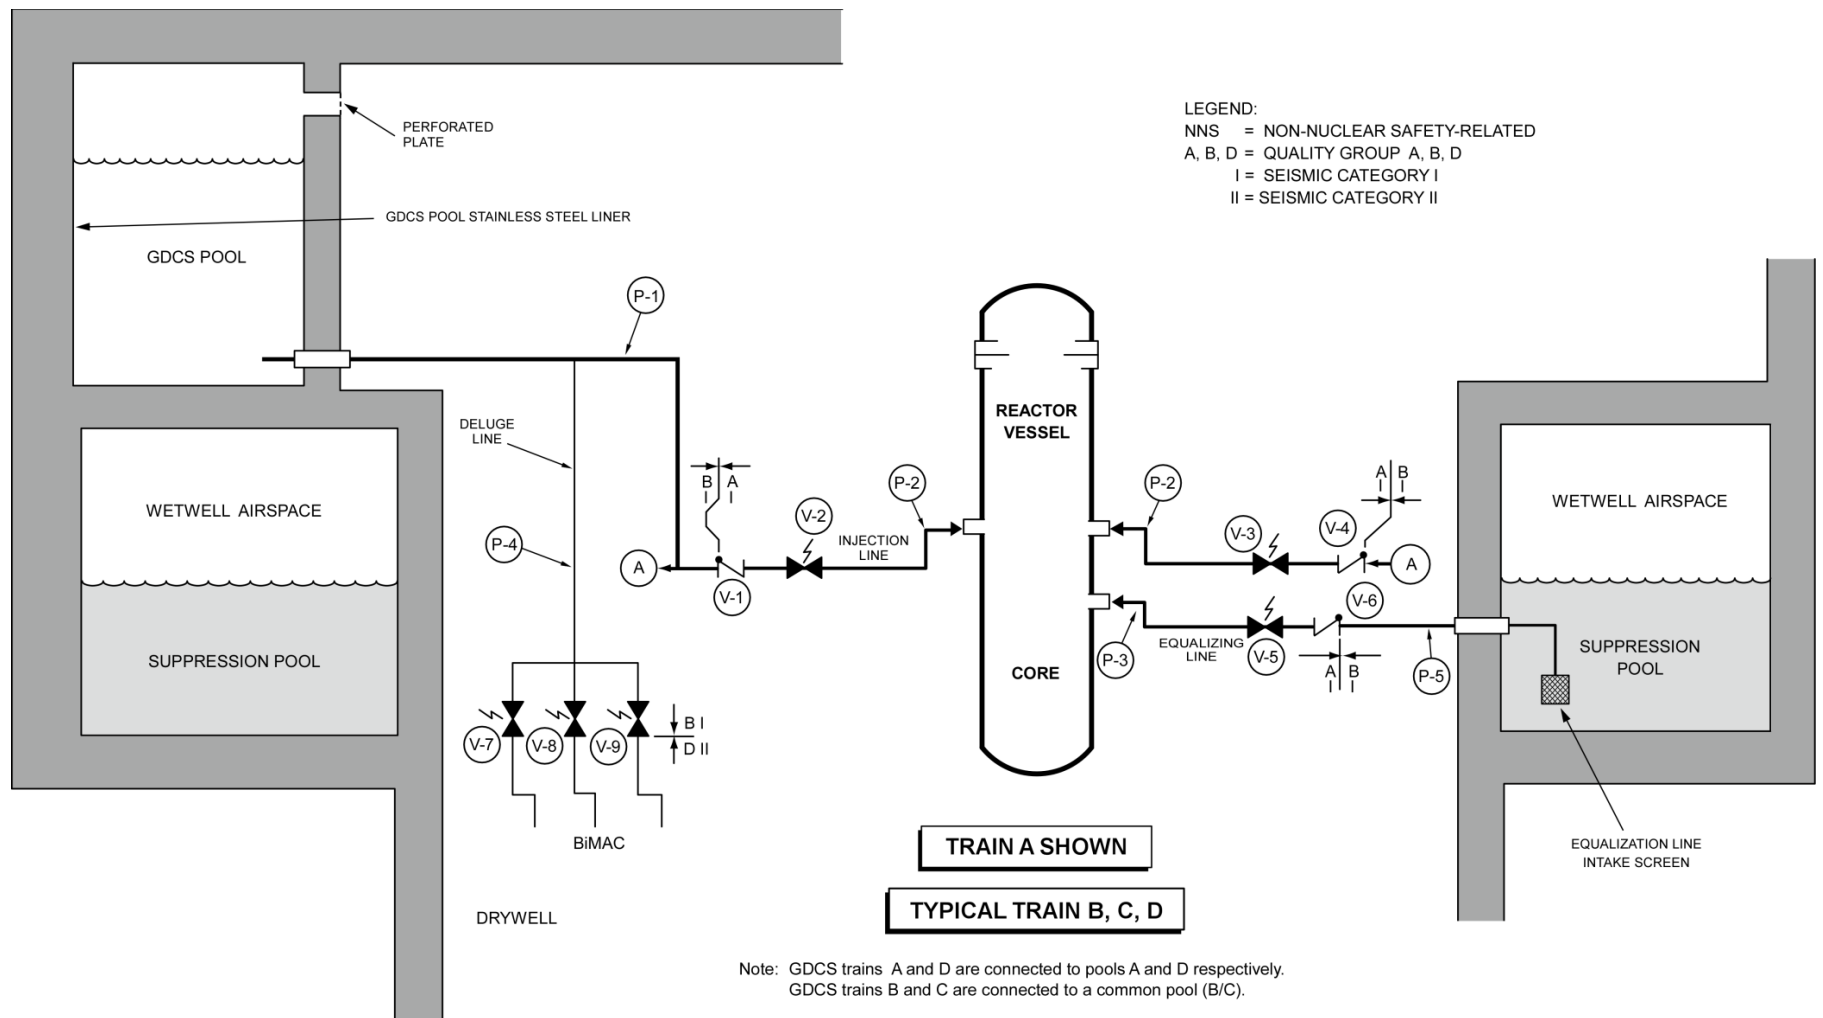 PERFORATED
PLATE
GDCS POOL STAINLESS STEEL LINER
GDCS POOL
LEGEND:
NNS = NON-NUCLEAR SAFETY-RELATED
A, B, D = QUALITY GROUP A, B, D
I = SEISMIC CATEGORY I
II = SEISMIC CATEGORY II
P-1
DELUGE
LINE
WETWELL AIRSPACE
SUPPRESSION POOL
P-4
A
B A
I I
V-1
V-2
INJECTION
LINE
P-2
REACTOR
VESSEL
CORE
P-2
V-3
V-4
A B
I I
A
V-6
P-3
EQUALIZING
LINE
V-5
A B
I I
P-5
WETWELL AIRSPACE
SUPPRESSION
POOL
V-7
V-8
V-9
B I
D II
BiMAC
DRYWELL
TRAIN A SHOWN
TYPICAL TRAIN B, C, D
EQUALIZATION LINE
INTAKE SCREEN
Note: GDCS trains A and D are connected to pools A and D respectively.
GDCS trains B and C are connected to a common pool (B/C).